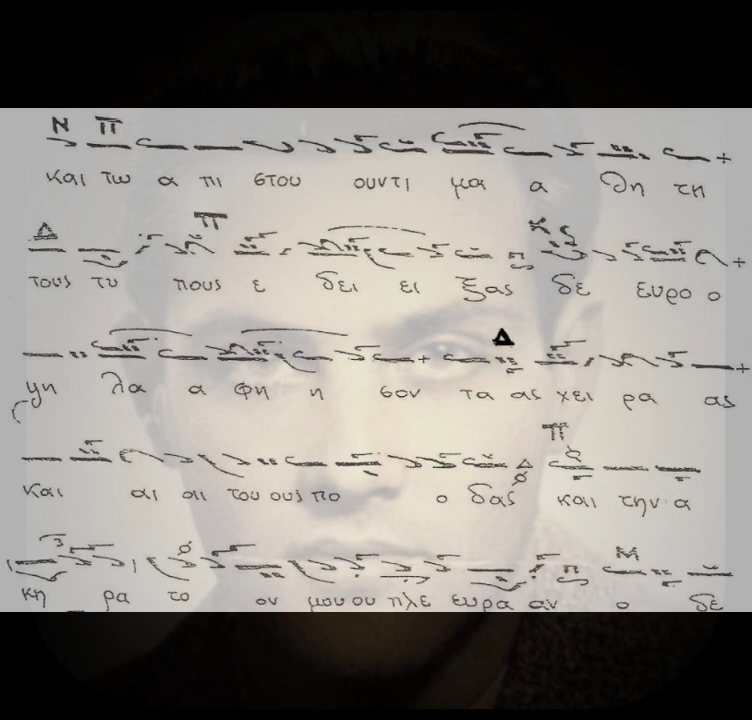 Ν Π
και τω α πι στου ουντι μα α θη τη
Δ Π
τους τυ πους ε δει ει ξας δε ευρο ο
Δ
ψη λα α φη η σον τα ας χει ρα ας
Π
και αι αι του ους πο ο δας και την α
Μ
κη ρα το ον μου ου πλε ευρα αν ο δε